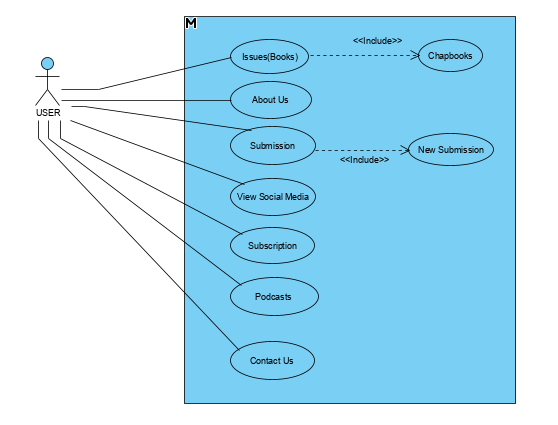 M
Issues(Books)
<<Include>>
Chapbooks
About Us
USER
Submission
<<Include>>
New Submission
View Social Media
Subscription
Podcasts
Contact Us